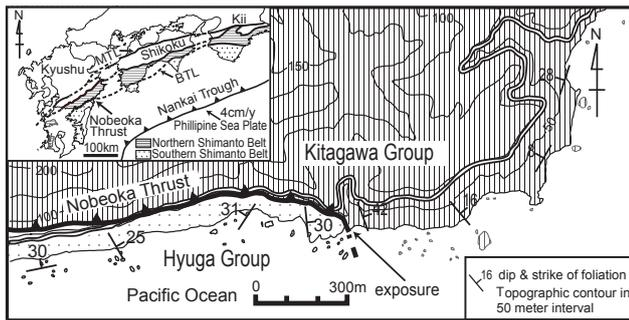 N
Kii
MTL
Shikoku
Kyushu
BTL
Nankai Trough
4cm/y
Phillipine Sea Plate
Nobeoka
Thrust
100km
Northern Shimanto Belt
Southern Shimanto Belt
100
N
150
28
50
200
Kitagawa Group
Nobeoka Thrust
100
31
42
16
30
25
30
Hyuga Group
exposure
Pacific Ocean
0 300m
16 dip & strike of foliation
Topographic contour in
50 meter interval